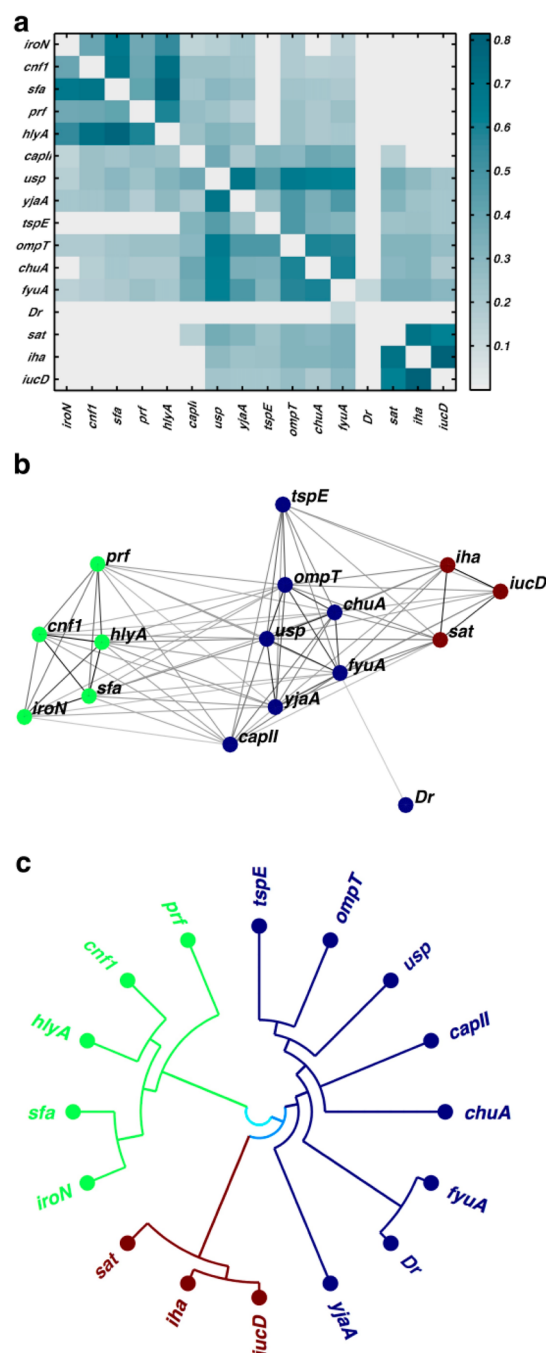 a
iroN
cnf1
sfa
prf
hlyA
capIi
usp
yjaA
tspE
ompT
chuA
fyuA
Dr
sat
iha
iucD
iroN
cnf1
sfa
prf
hlyA
capIi
usp
yjaA
tspE
ompT
chuA
fyuA
Dr
sat
iha
iucD
0.8
0.7
0.6
0.5
0.4
0.3
0.2
0.1
b
tspE
prf
iha
ompT
iucD
chuA
cnf1
hlyA
usp
sat
fyuA
sfa
iroN
yjaA
capII
Dr
c
prf
tspE
ompT
cnf1
usp
hlyA
capII
sfa
chuA
iroN
fyuA
sat
Dr
iha
iucD
yjaA